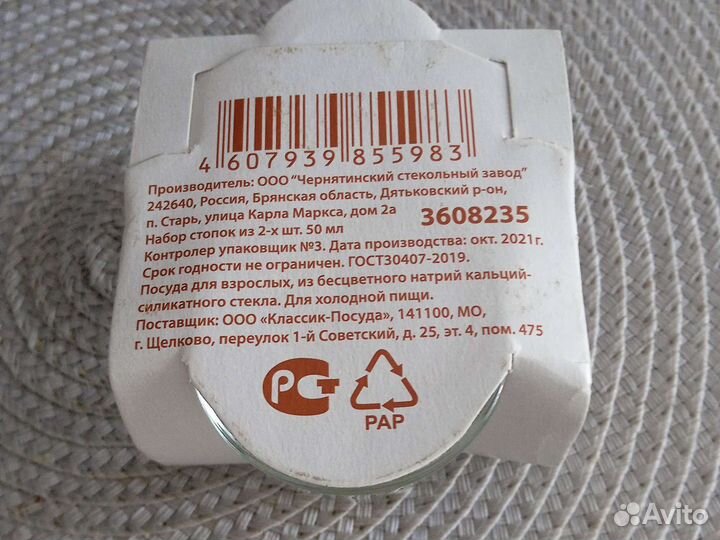 4 607939 855983
Производитель: ООО "Чернятинский стекольный завод"
242640, Россия, Брянская область, Дятьковский р-он,
п. Старь, улица Карла Маркса, дом 2а
Набор стопок из 2-х шт. 50 мл 3608235
Контролер упаковщик №3. Дата производства: окт. 2021г.
Срок годности не ограничен. ГОСТ30407-2019.
Посуда для взрослых, из бесцветного натрий кальций-
силикатного стекла. Для холодной пищи.
Поставщик: ООО «Классик-Посуда», 141100, МО,
г. Щелково, переулок 1-й Советский, д. 25, эт. 4, пом. 475
РСТ
PAP
Avito